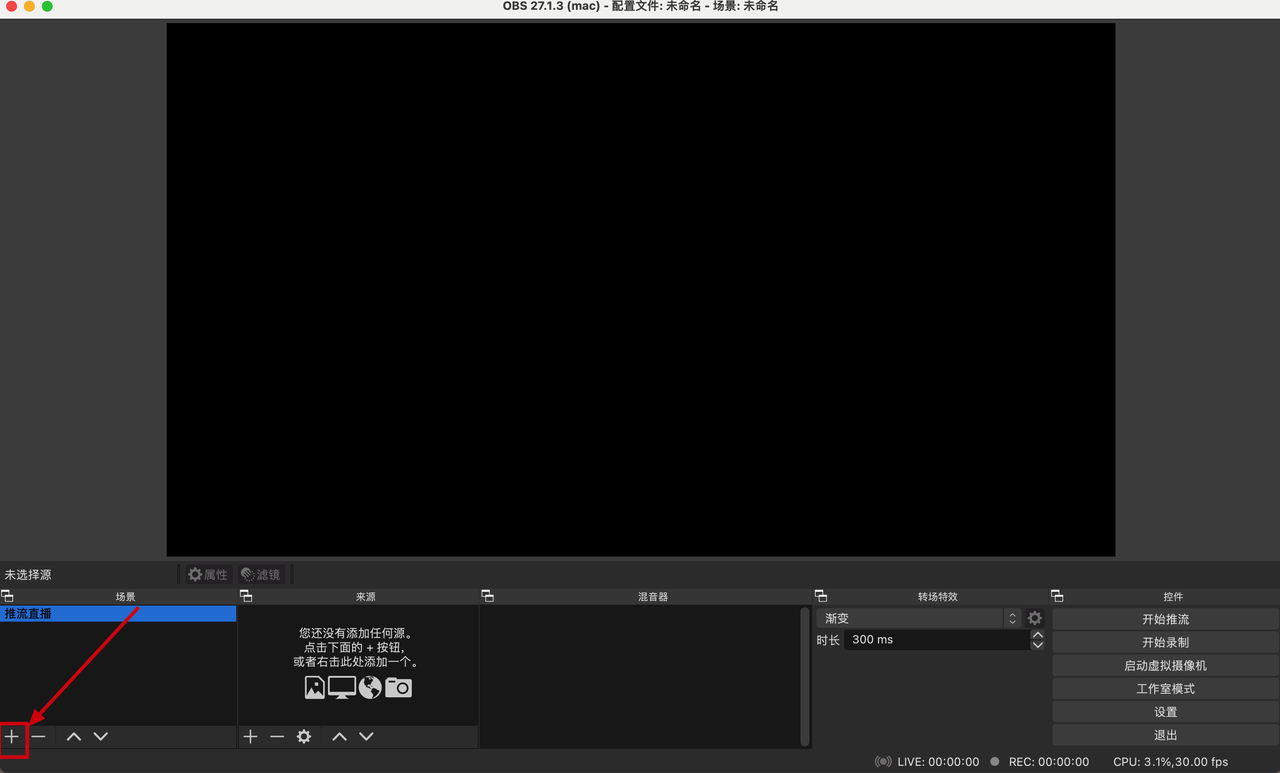 OBS 27.1.3 (mac) - 配置文件: 未命名 - 场景: 未命名
未选择源
属性
滤镜
场景
来源
混音器
转场特效
控件
推流直播
您还没有添加任何源。
点击下面的 + 按钮,
或者右击此处添加一个。
渐变
时长
300 ms
开始推流
开始录制
启动虚拟摄像机
工作室模式
设置
退出
LIVE: 00:00:00
REC: 00:00:00
CPU: 3.1%,30.00 fps